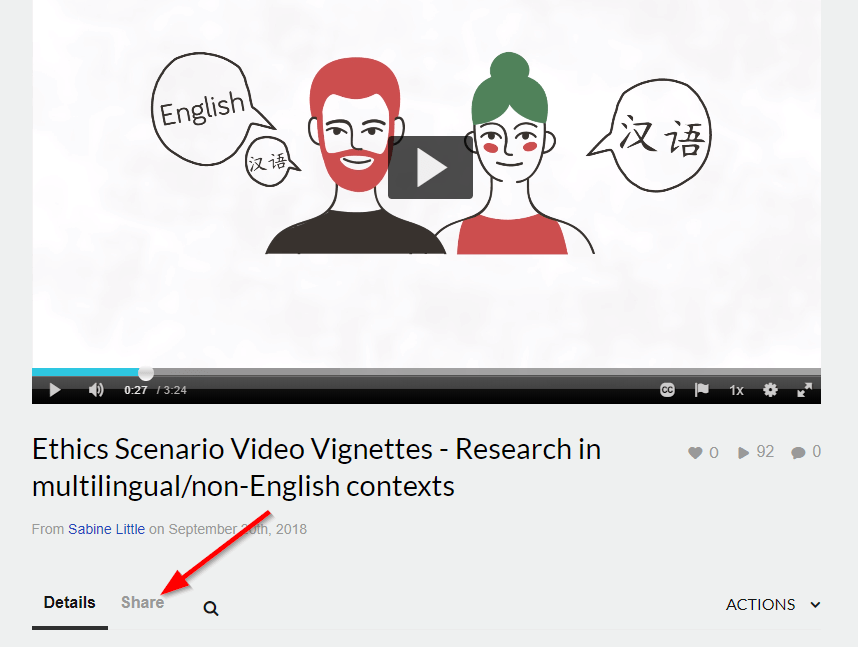 English
汉语
汉语
0:27 / 3:24
CC
1x
Ethics Scenario Video Vignettes - Research in
multilingual/non-English contexts
0 92 0
From Sabine Little on September th, 2018
Details Share
ACTIONS